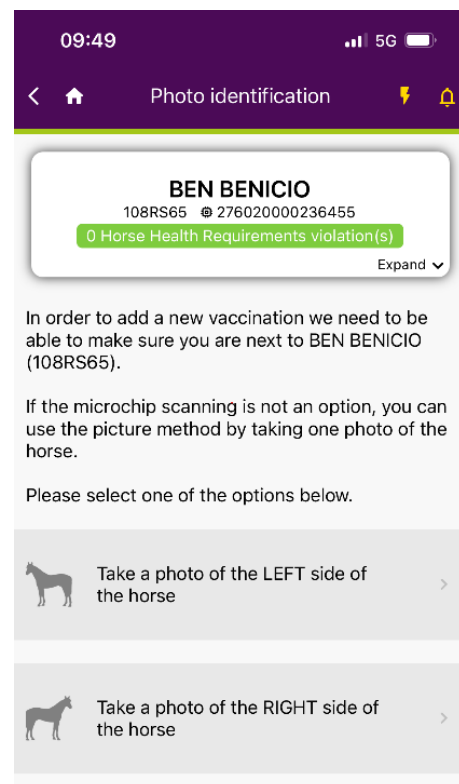 09:49 5G
Photo identification
BEN BENICIO
108RS65 276020000236455
0 Horse Health Requirements violation(s)
Expand
In order to add a new vaccination we need to be
able to make sure you are next to BEN BENICIO
(108RS65).
If the microchip scanning is not an option, you can
use the picture method by taking one photo of the
horse.
Please select one of the options below.
Take a photo of the LEFT side of
the horse
Take a photo of the RIGHT side of
the horse